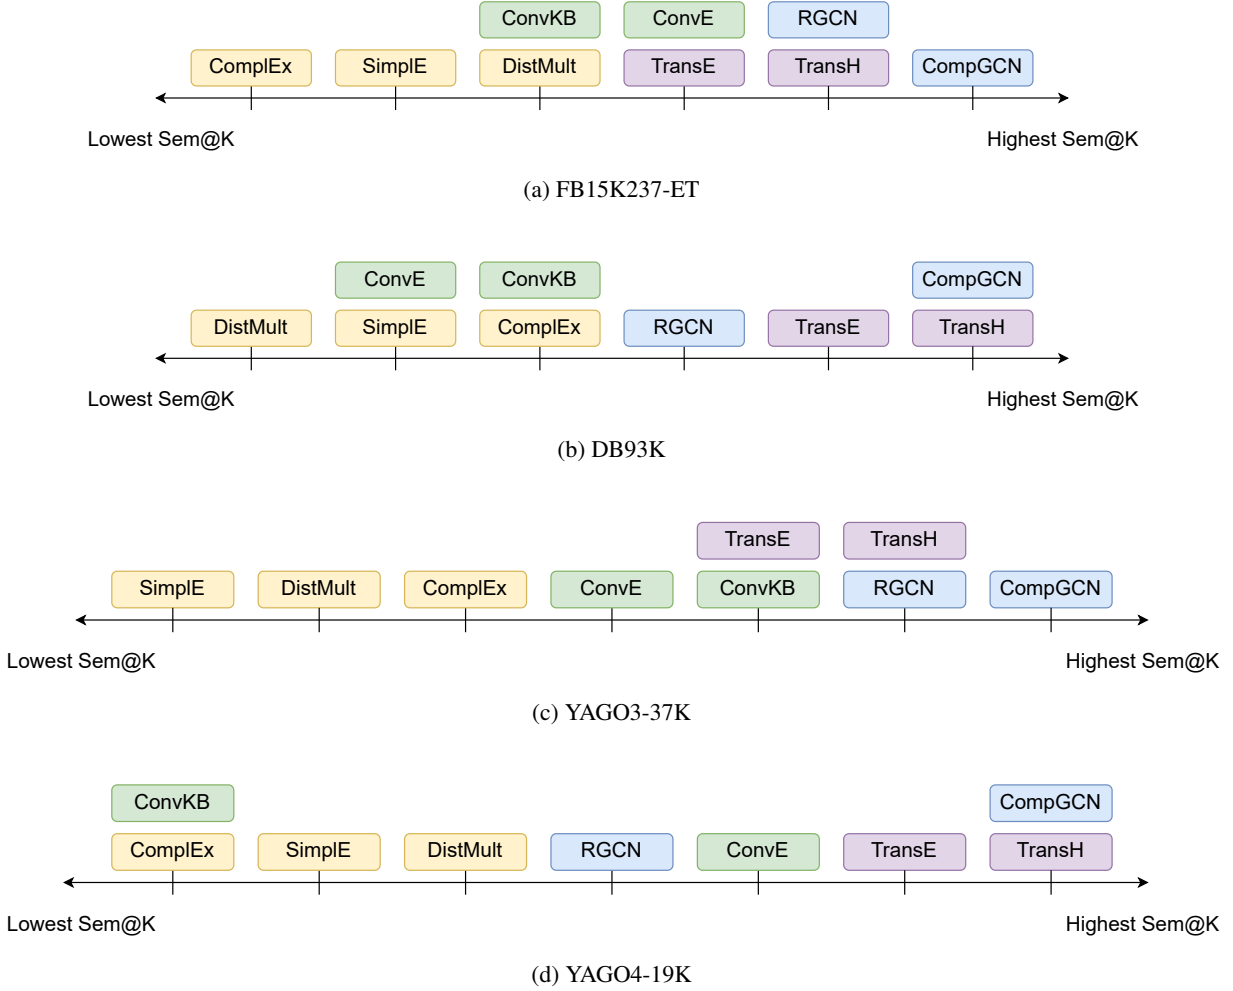 ConvKB ConvE RGCN
ComplEx SimplE DistMult TransE TransH CompGCN
Lowest Sem@K Highest Sem@K
(a) FB15K237-ET
ConvE ConvKB CompGCN
DistMult SimplE ComplEx RGCN TransE TransH
Lowest Sem@K Highest Sem@K
(b) DB93K
TransE TransH
SimplE DistMult ComplEx ConvE ConvKB RGCN CompGCN
Lowest Sem@K Highest Sem@K
(c) YAGO3-37K
ConvKB CompGCN
ComplEx SimplE DistMult RGCN ConvE TransE TransH
Lowest Sem@K Highest Sem@K
(d) YAGO4-19K